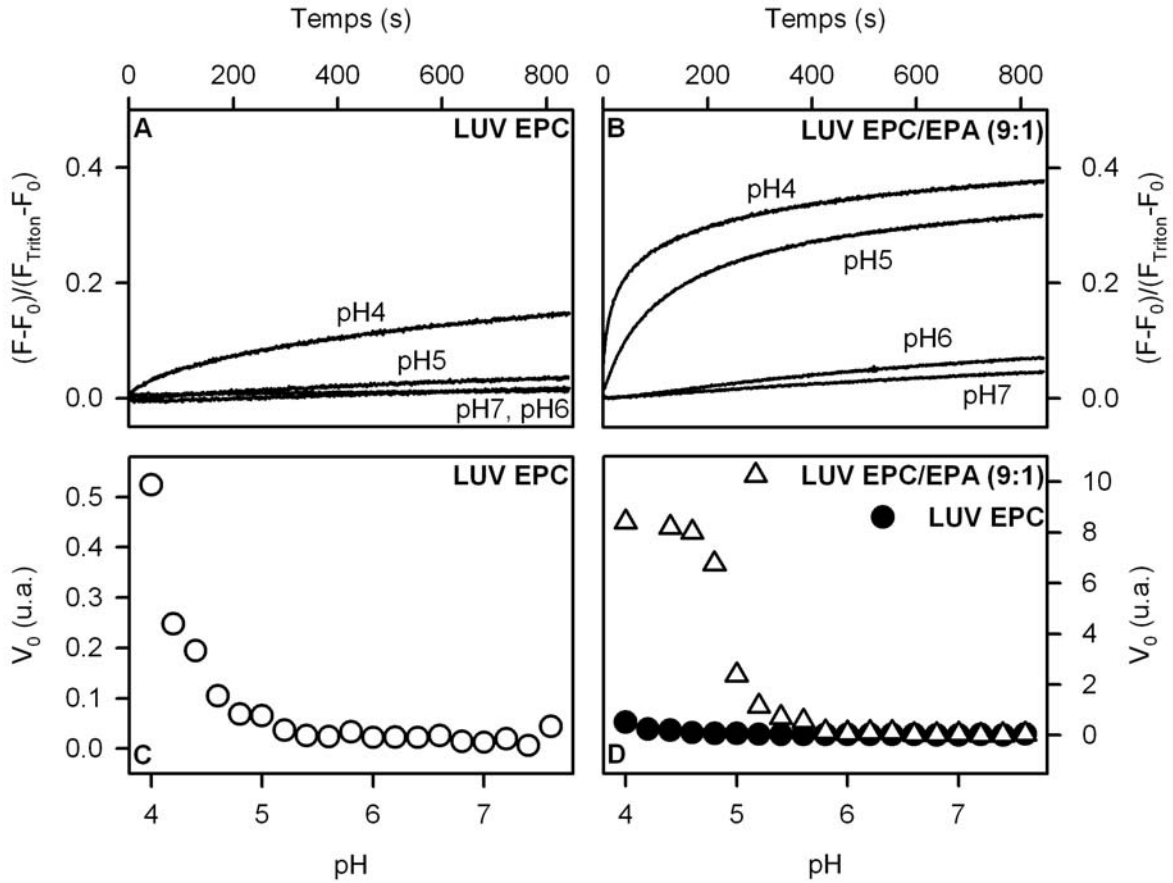 Temps (s)
Temps (s)
0 200 400 600 800
0 200 400 600 800
A
LUV EPC
B
LUV EPC/EPA (9:1)
(F-F0)/(FTriton-F0)
0.4
0.2
0.0
pH4
pH5
pH7, pH6
pH4
pH5
pH6
pH7
0.4
0.2
0.0
(F-F0)/(FTriton-F0)
V0 (u.a.)
0.5
0.4
0.3
0.2
0.1
0.0
LUV EPC
C
LUV EPC/EPA (9:1)
LUV EPC
D
10
8
6
4
2
0
V0 (u.a.)
4 5 6 7
4 5 6 7
pH
pH